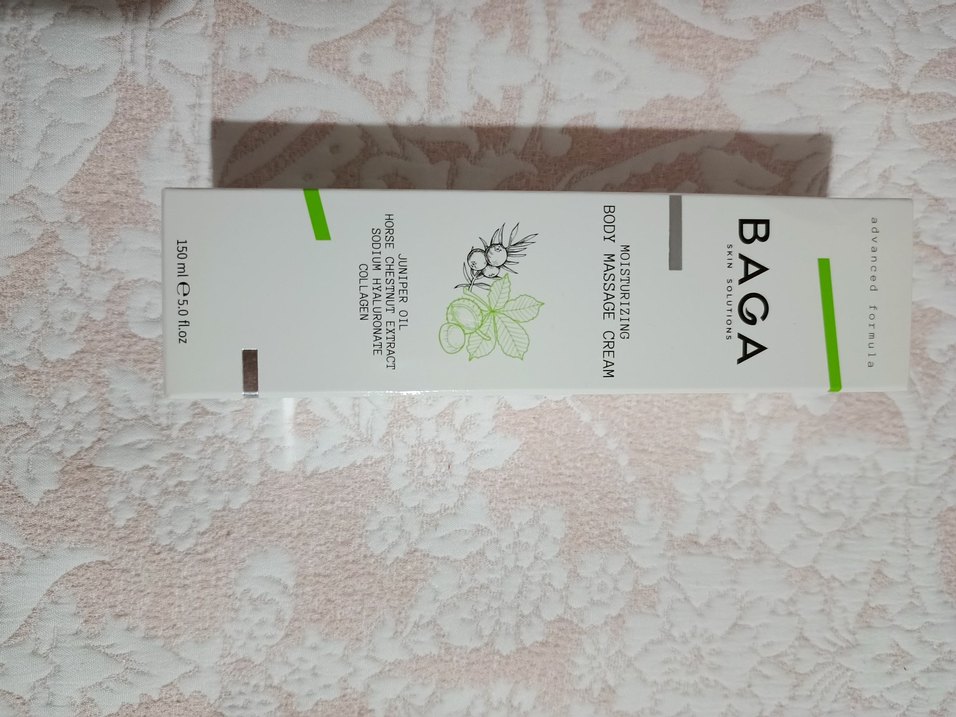 advanced formula
BAGA
SKIN SOLUTIONS
MOISTURIZING
BODY MASSAGE CREAM
JUNIPER OIL
HORSE CHESTNUT EXTRACT
SODIUM HYALURONATE
COLLAGEN
150 ml ℮ 5.0 fl.oz